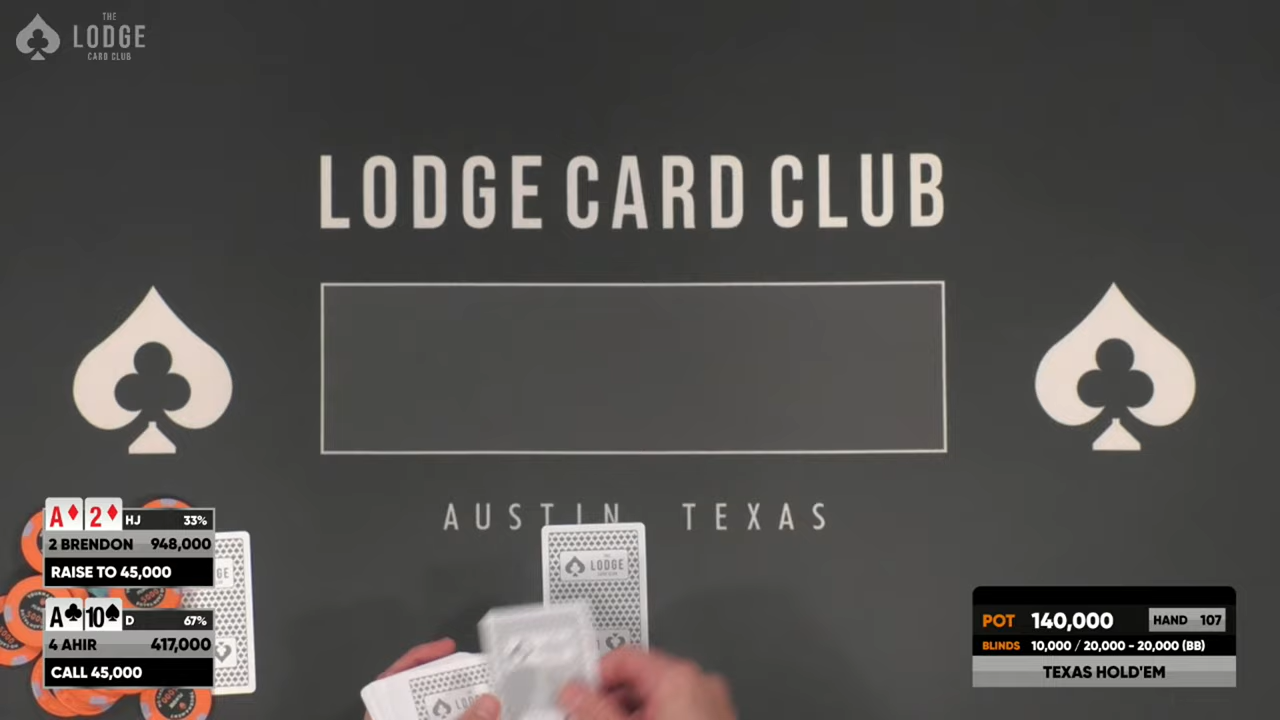 THE
LODGE
CARD CLUB
LODGE CARD CLUB
AUSTIN TEXAS
THE
LODGE
A♦ 2♦ HJ 33%
2 BRENDON 948,000
RAISE TO 45,000
A♣ 10♠ D 67%
4 AHIR 417,000
CALL 45,000
POT 140,000 HAND 107
BLINDS 10,000 / 20,000 - 20,000 (BB)
TEXAS HOLD'EM